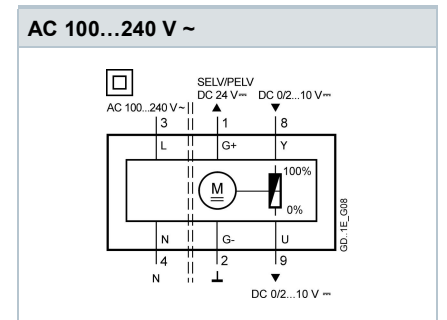 AC 100...240 V ~
SELV/PELV
DC 24 V⎓ DC 0/2...10 V⎓
AC 100...240 V~
3 1 8
L G+ Y
100%
M
0%
N G- U
4 2 9
N
DC 0/2...10 V ⎓
GD..1E_G08